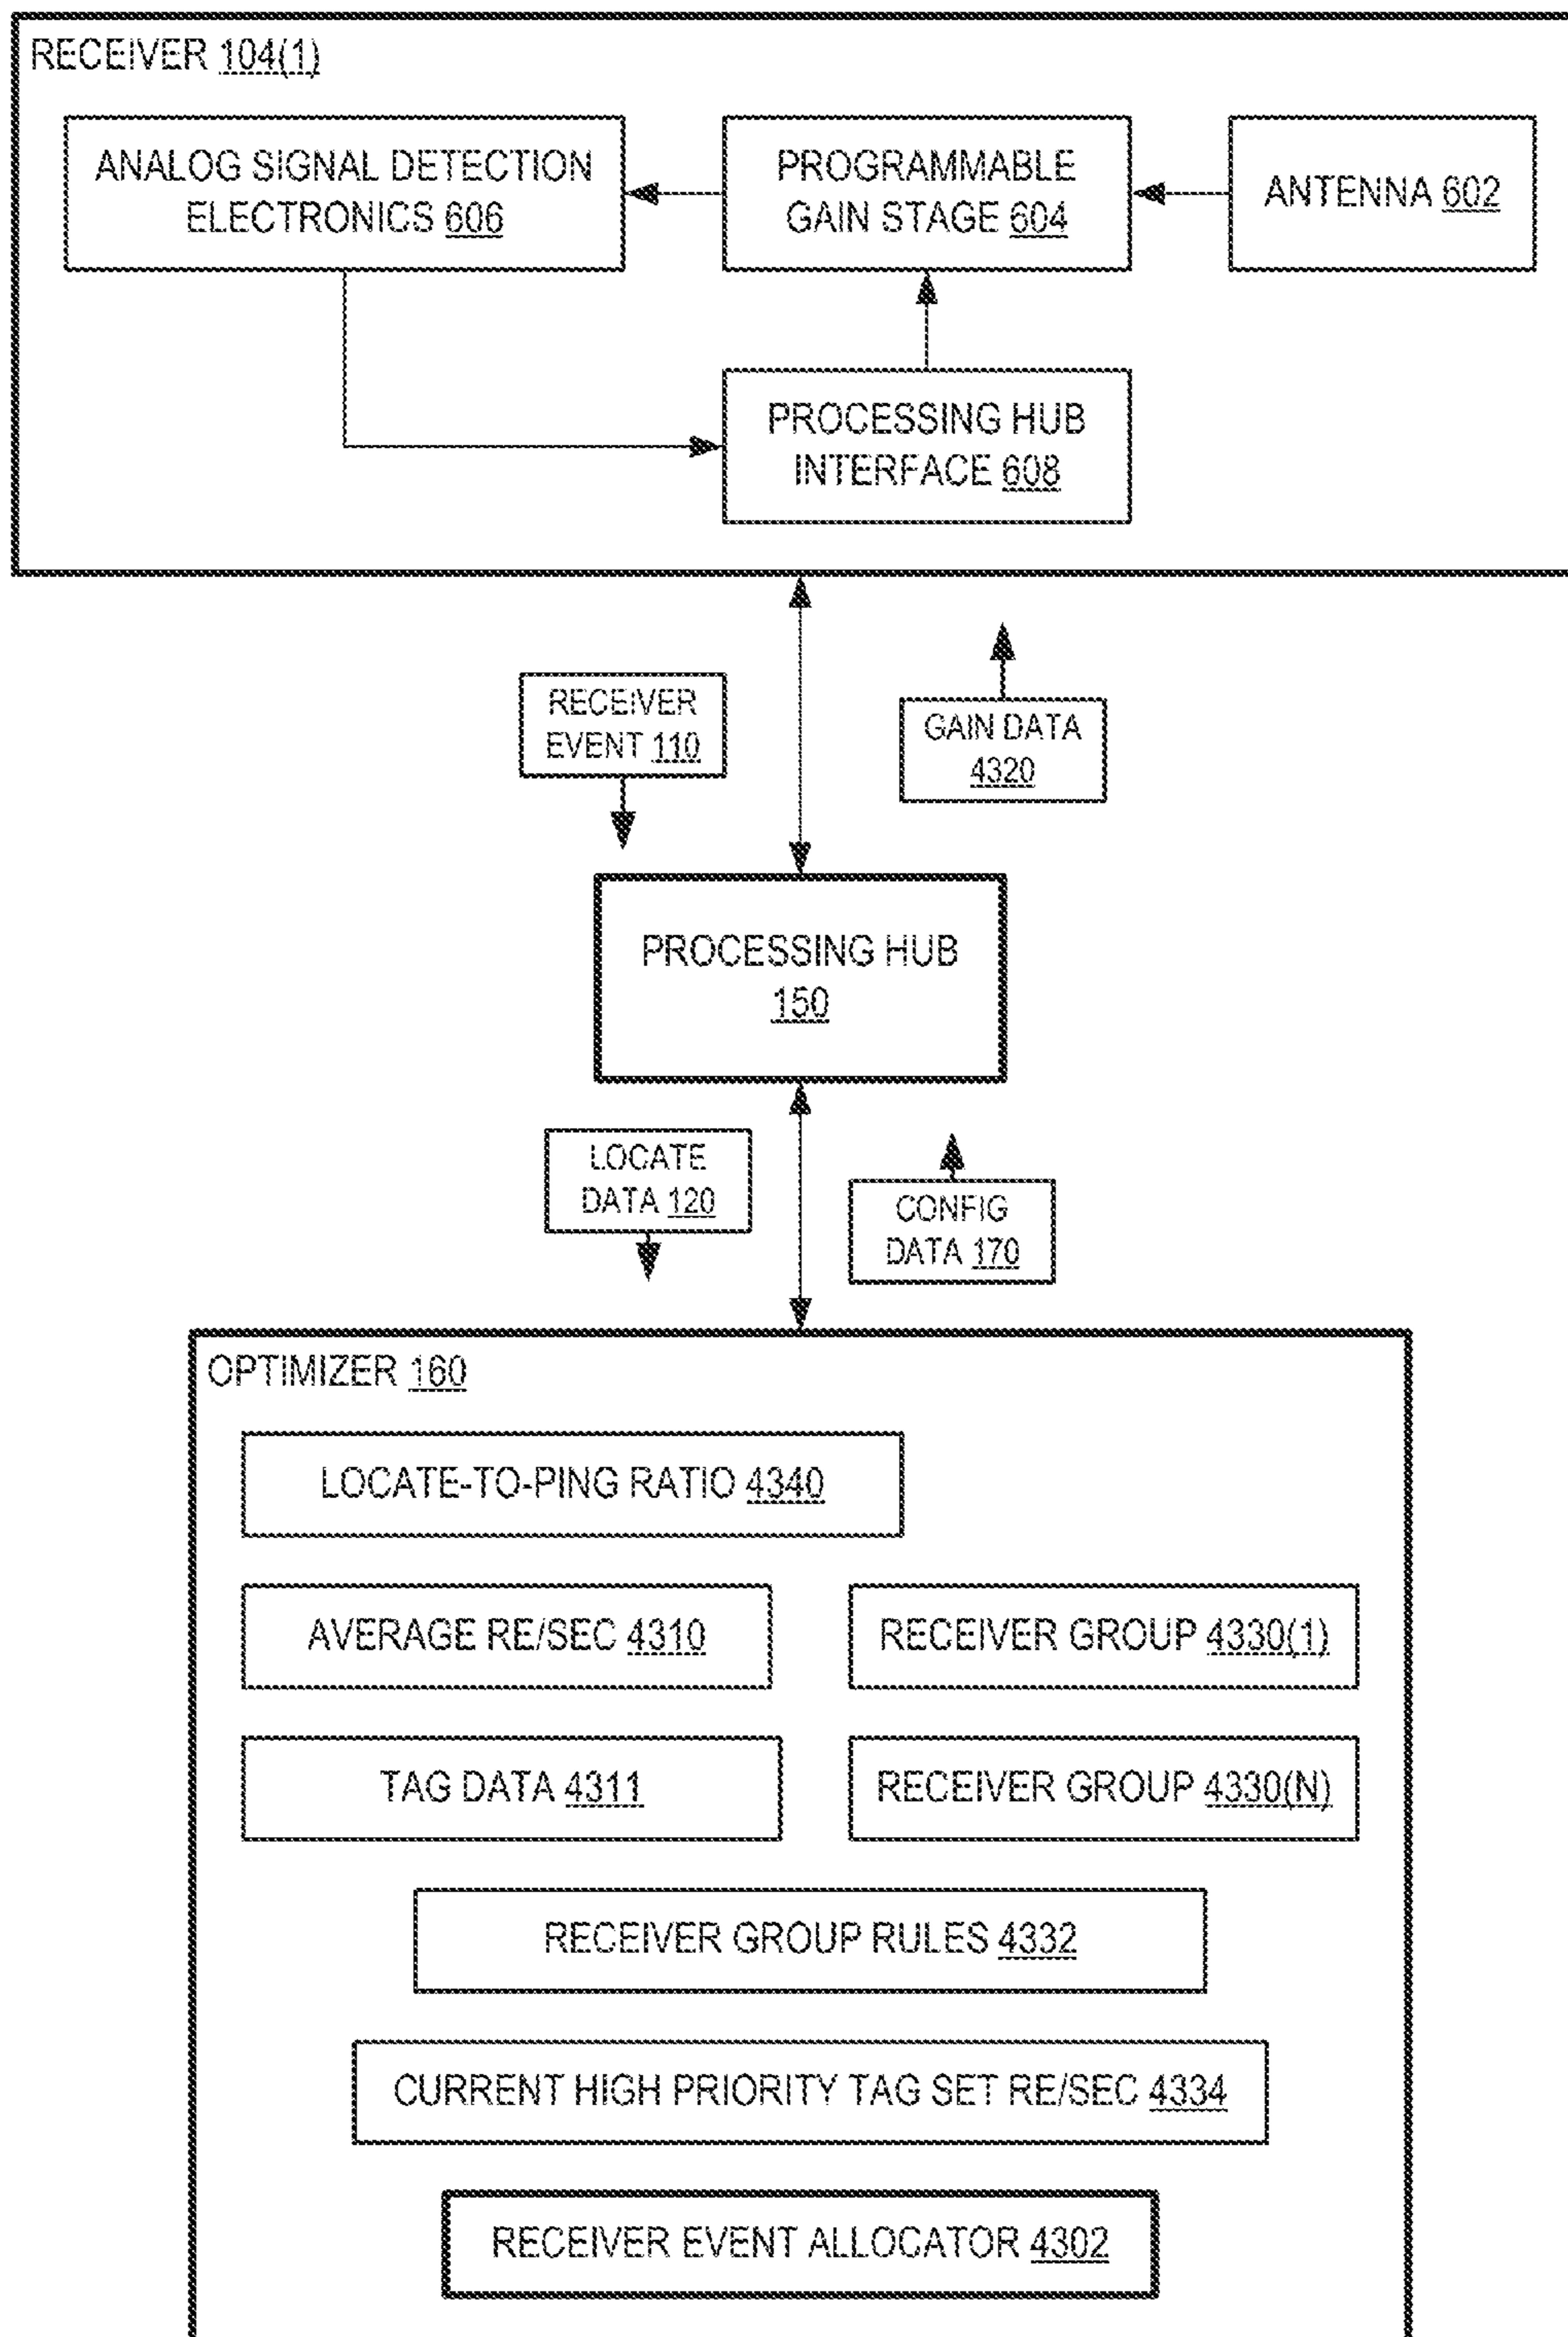 RECEIVER 104(1)
ANALOG SIGNAL DETECTION
ELECTRONICS 606
PROGRAMMABLE
GAIN STAGE 604
ANTENNA 602
PROCESSING HUB
INTERFACE 608
RECEIVER
EVENT 110
GAIN DATA
4320
PROCESSING HUB
150
LOCATE
DATA 120
CONFIG
DATA 170
OPTIMIZER 160
LOCATE-TO-PING RATIO 4340
AVERAGE RE/SEC 4310
RECEIVER GROUP 4330(1)
TAG DATA 4311
RECEIVER GROUP 4330(N)
RECEIVER GROUP RULES 4332
CURRENT HIGH PRIORITY TAG SET RE/SEC 4334
RECEIVER EVENT ALLOCATOR 4302